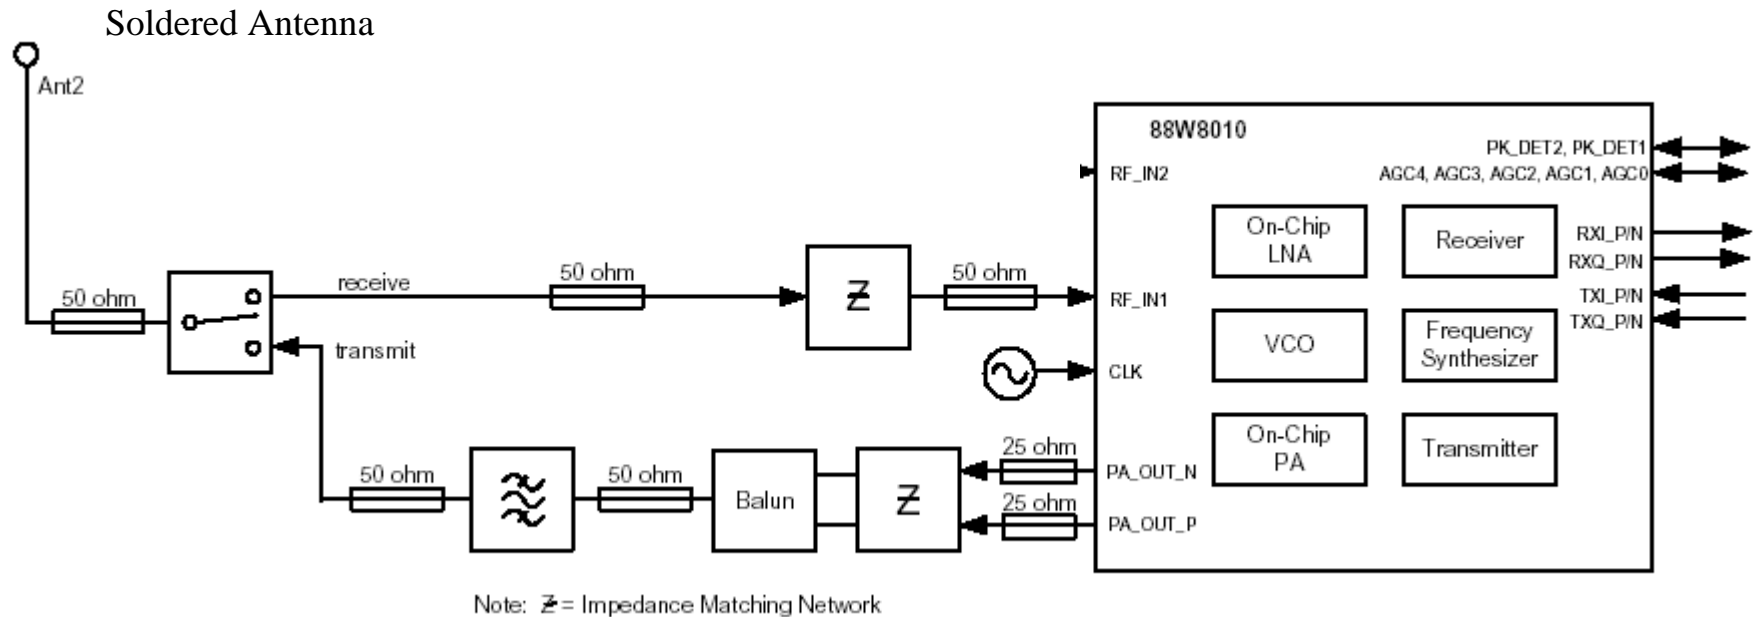 Soldered Antenna
Ant2
88W8010
PK_DET2, PK_DET1
RF_IN2
AGC4, AGC3, AGC2, AGC1, AGC0
On-Chip
LNA
Receiver
RXI_P/N
RXQ_P/N
receive
50 ohm
50 ohm
50 ohm
Z
RF_IN1
TXI_P/N
TXQ_P/N
transmit
CLK
VCO
Frequency
Synthesizer
On-Chip
PA
Transmitter
25 ohm
PA_OUT_N
50 ohm
50 ohm
Balun
Z
25 ohm
PA_OUT_P
Note: Z = Impedance Matching Network